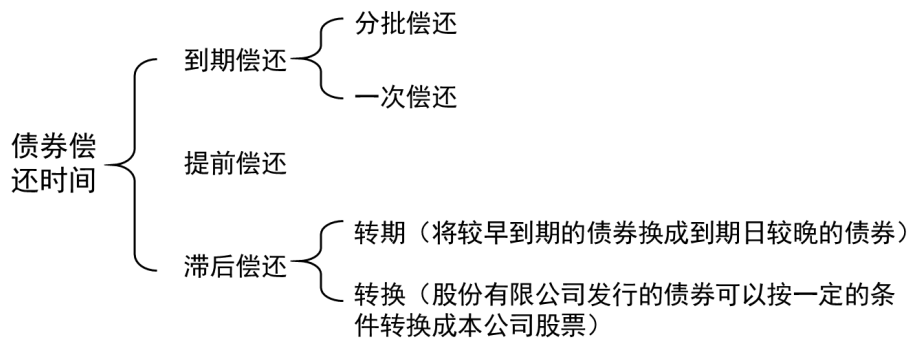 债券偿
还时间
到期偿还
分批偿还
一次偿还
提前偿还
滞后偿还
转期（将较早到期的债券换成到期日较晚的债券）
转换（股份有限公司发行的债券可以按一定的条
件转换成本公司股票）